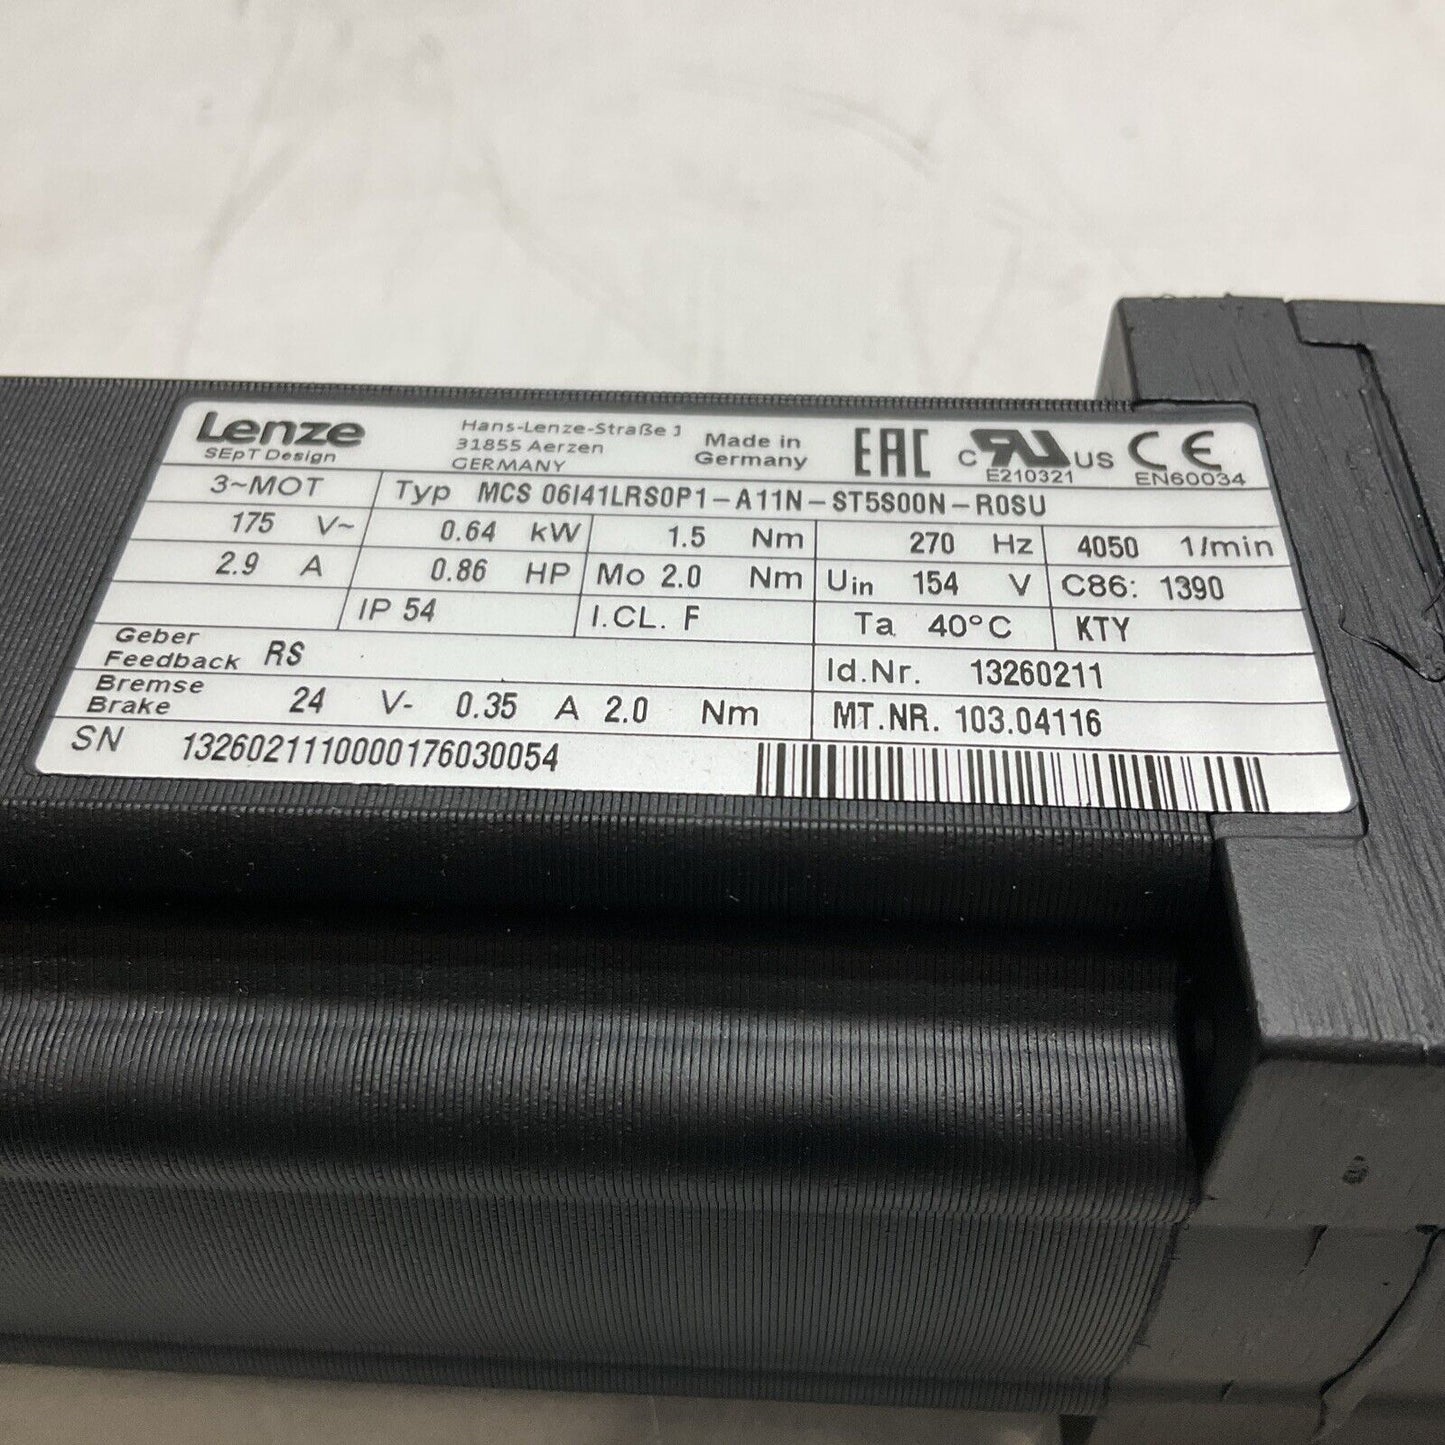 Lenze
SEpT Design
Hans-Lenze-Straße 1
31855 Aerzen
GERMANY
Made in
Germany
EAC
C UR US
E210321
CE
EN60034
3~MOT
Typ MCS 06I41LRS0P1-A11N-ST5S00N-R0SU
175 V~ 0.64 kW 1.5 Nm 270 Hz 4050 1/min
2.9 A 0.86 HP Mo 2.0 Nm Uin 154 V C86: 1390
IP 54 I.CL. F Ta 40°C KTY
Geber
Feedback RS
Id.Nr. 13260211
Bremse
Brake 24 V- 0.35 A 2.0 Nm
MT.NR. 103.04116
SN 1326021110000176030054